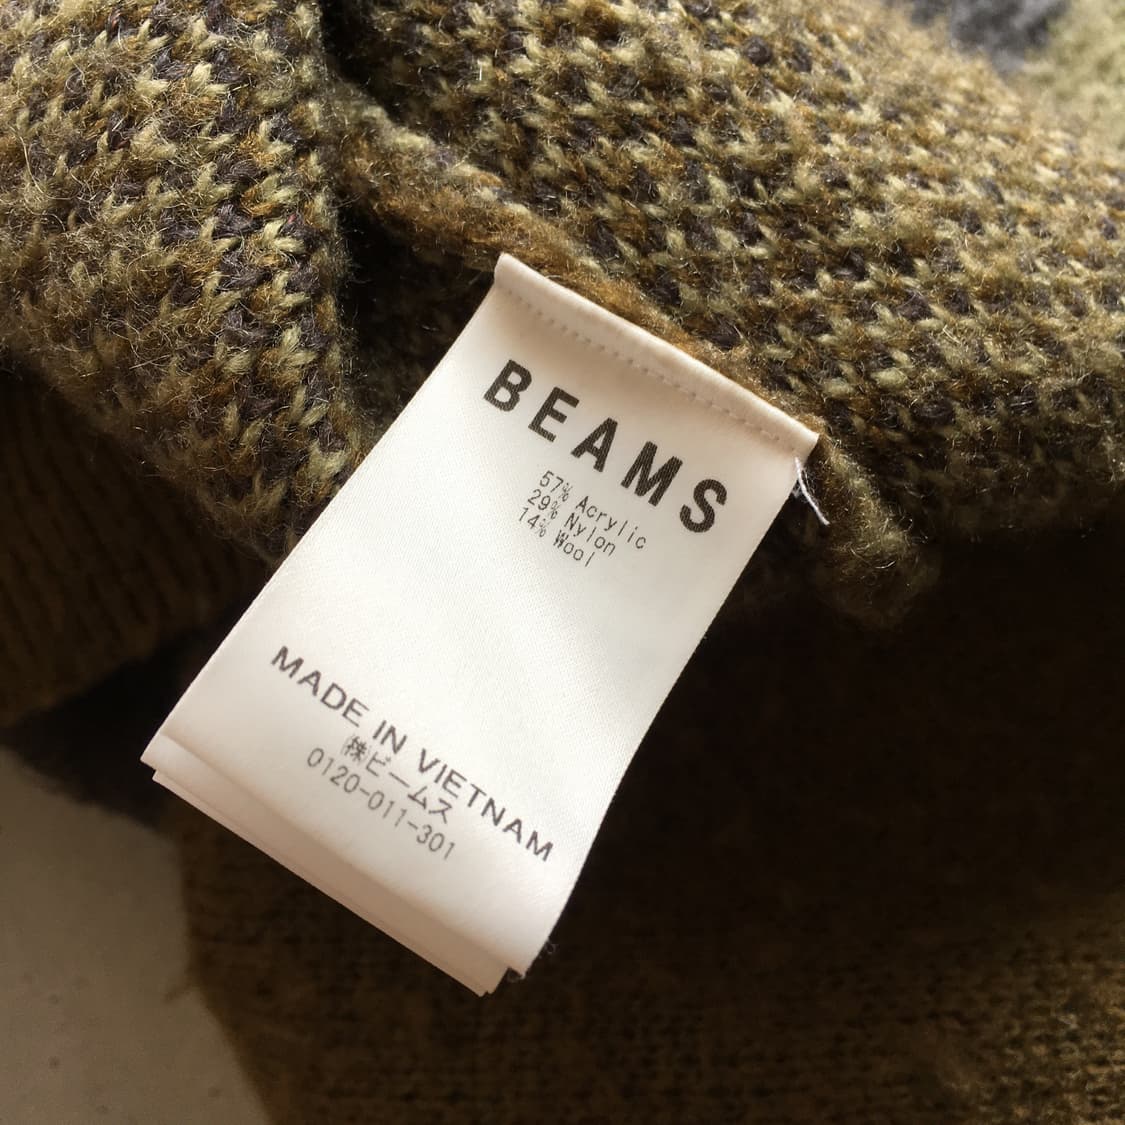 BEAMS
57% Acrylic
29% Nylon
14% Wool
MADE IN VIETNAM
㈱ビームス
0120-011-301